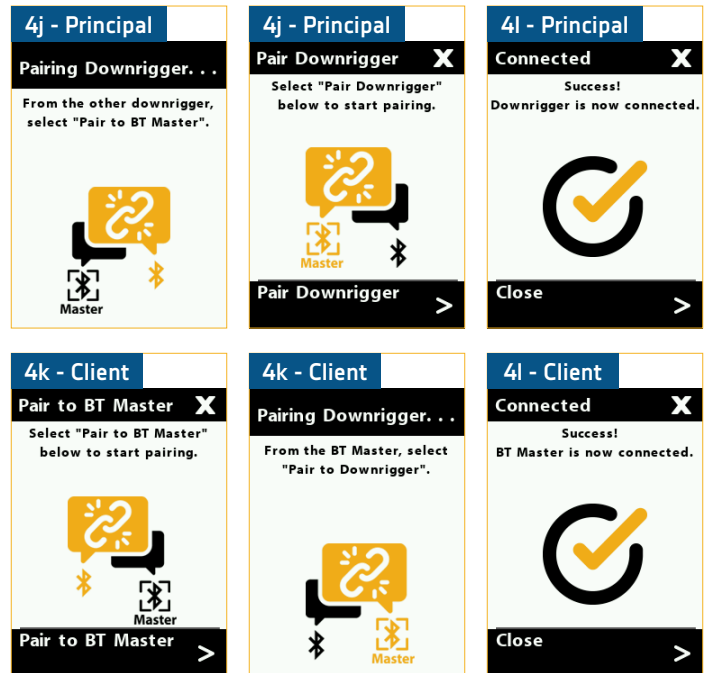 4j - Principal
Pairing Downrigger. . .
From the other downrigger,
select "Pair to BT Master".
Master
4j - Principal
Pair Downrigger X
Select "Pair Downrigger"
below to start pairing.
Master
Pair Downrigger >
4l - Principal
Connected X
Success!
Downrigger is now connected.
Close >
4k - Client
Pair to BT Master X
Select "Pair to BT Master"
below to start pairing.
Master
Pair to BT Master >
4k - Client
Pairing Downrigger. . .
From the BT Master, select
"Pair to Downrigger".
Master
4l - Client
Connected X
Success!
BT Master is now connected.
Close >